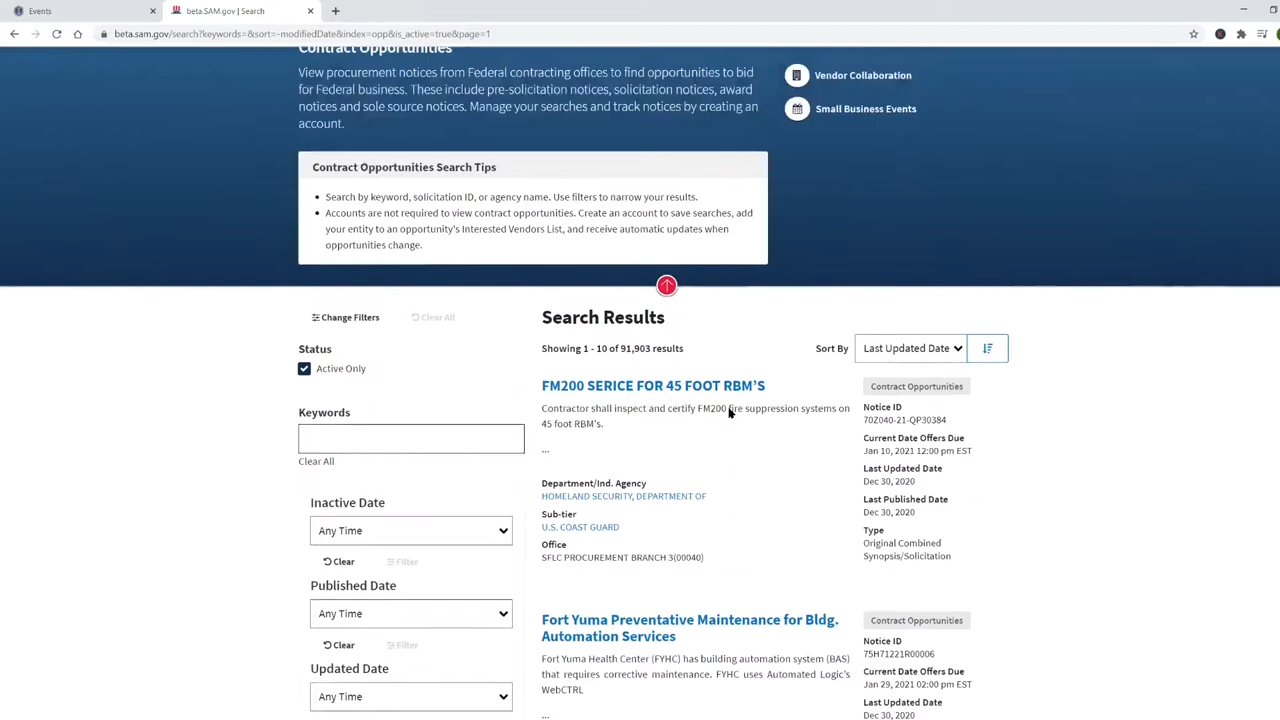 Events
beta.SAM.gov | Search
beta.sam.gov/search?keywords=&sort=-modifiedDate&index=opp&is_active=true&page=1
Contract Opportunities
View procurement notices from Federal contracting offices to find opportunities to bid
for Federal business. These include pre-solicitation notices, solicitation notices, award
notices and sole source notices. Manage your searches and track notices by creating an
account.
Vendor Collaboration
Small Business Events
Contract Opportunities Search Tips
• Search by keyword, solicitation ID, or agency name. Use filters to narrow your results.
• Accounts are not required to view contract opportunities. Create an account to save searches, add
your entity to an opportunity's Interested Vendors List, and receive automatic updates when
opportunities change.
Change Filters
Clear All
Status
Active Only
Keywords
Clear All
Inactive Date
Any Time
Clear
Filter
Published Date
Any Time
Clear
Filter
Updated Date
Any Time
Search Results
Showing 1 - 10 of 91,903 results
Sort By
Last Updated Date
FM200 SERICE FOR 45 FOOT RBM'S
Contractor shall inspect and certify FM200 fire suppression systems on
45 foot RBM's.
...
Department/Ind. Agency
HOMELAND SECURITY, DEPARTMENT OF
Sub-tier
U.S. COAST GUARD
Office
SFLC PROCUREMENT BRANCH 3(00040)
Contract Opportunities
Notice ID
70Z040-21-QP30384
Current Date Offers Due
Jan 10, 2021 12:00 pm EST
Last Updated Date
Dec 30, 2020
Last Published Date
Dec 30, 2020
Type
Original Combined
Synopsis/Solicitation
Fort Yuma Preventative Maintenance for Bldg.
Automation Services
Fort Yuma Health Center (FYHC) has building automation system (BAS)
that requires corrective maintenance. FYHC uses Automated Logic's
WebCTRL
...
Contract Opportunities
Notice ID
75H71221R00006
Current Date Offers Due
Jan 29, 2021 02:00 pm EST
Last Updated Date
Dec 30, 2020